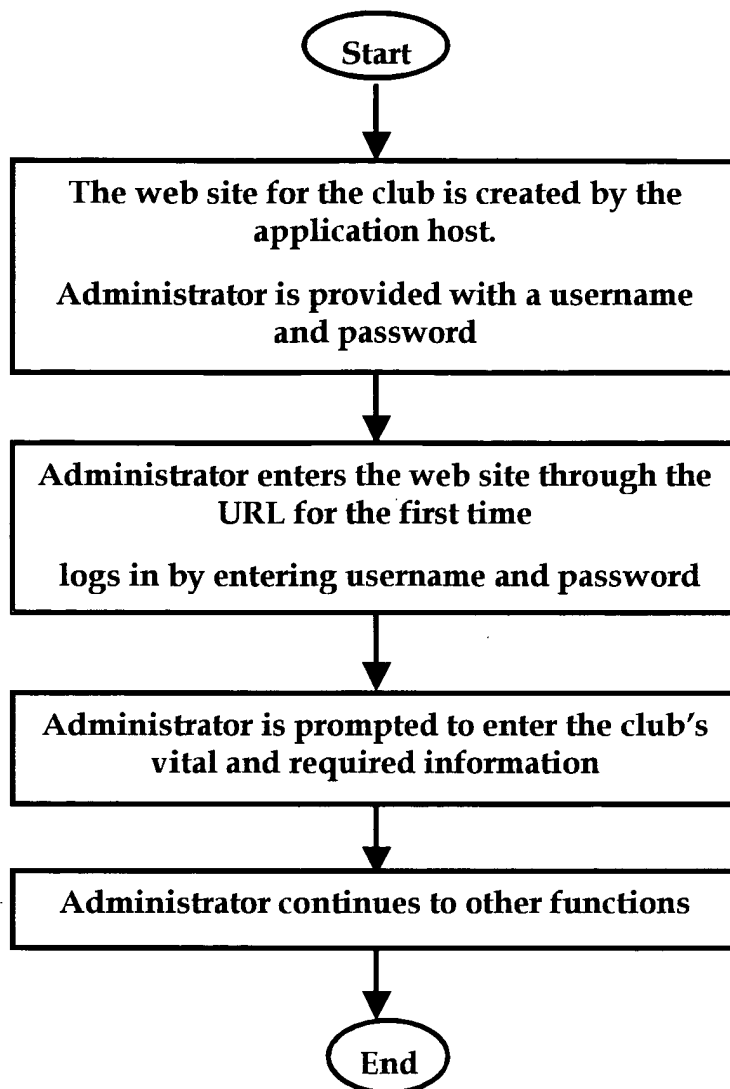 Start
The web site for the club is created by the
application host.
Administrator is provided with a username
and password
Administrator enters the web site through the
URL for the first time
logs in by entering username and password
Administrator is prompted to enter the club's
vital and required information
Administrator continues to other functions
End